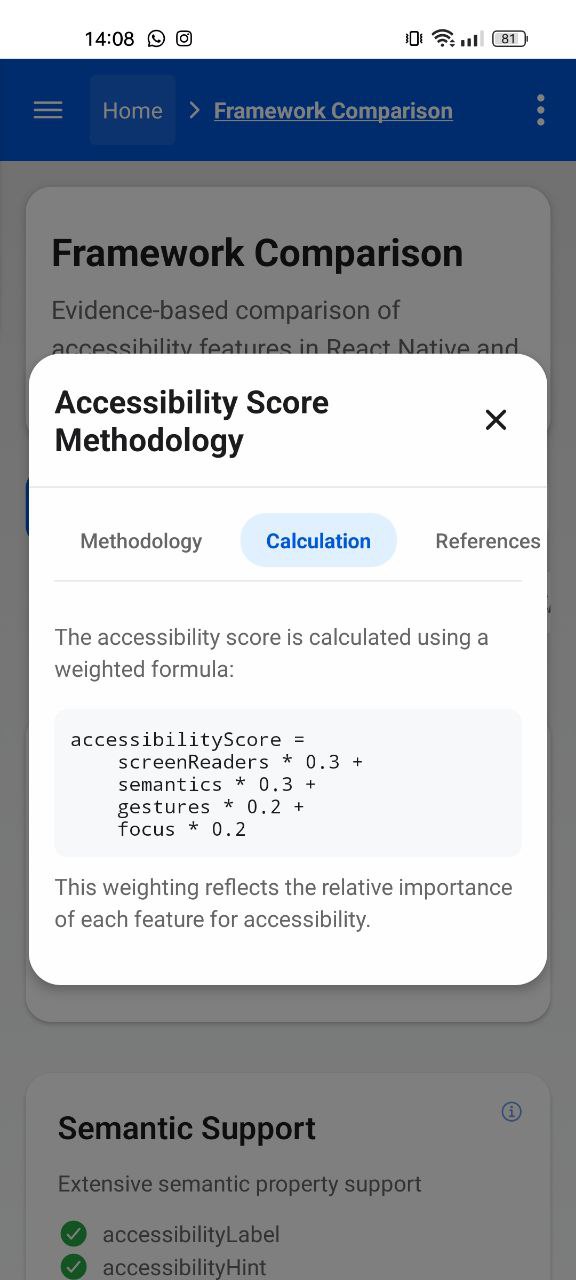 14:08
81
Home > Framework Comparison
Framework Comparison
Evidence-based comparison of
accessibility features in React Native and
Accessibility Score
Methodology
Methodology Calculation References
The accessibility score is calculated using a
weighted formula:
accessibilityScore =
screenReaders * 0.3 +
semantics * 0.3 +
gestures * 0.2 +
focus * 0.2
This weighting reflects the relative importance
of each feature for accessibility.
Semantic Support
Extensive semantic property support
accessibilityLabel
accessibilityHint